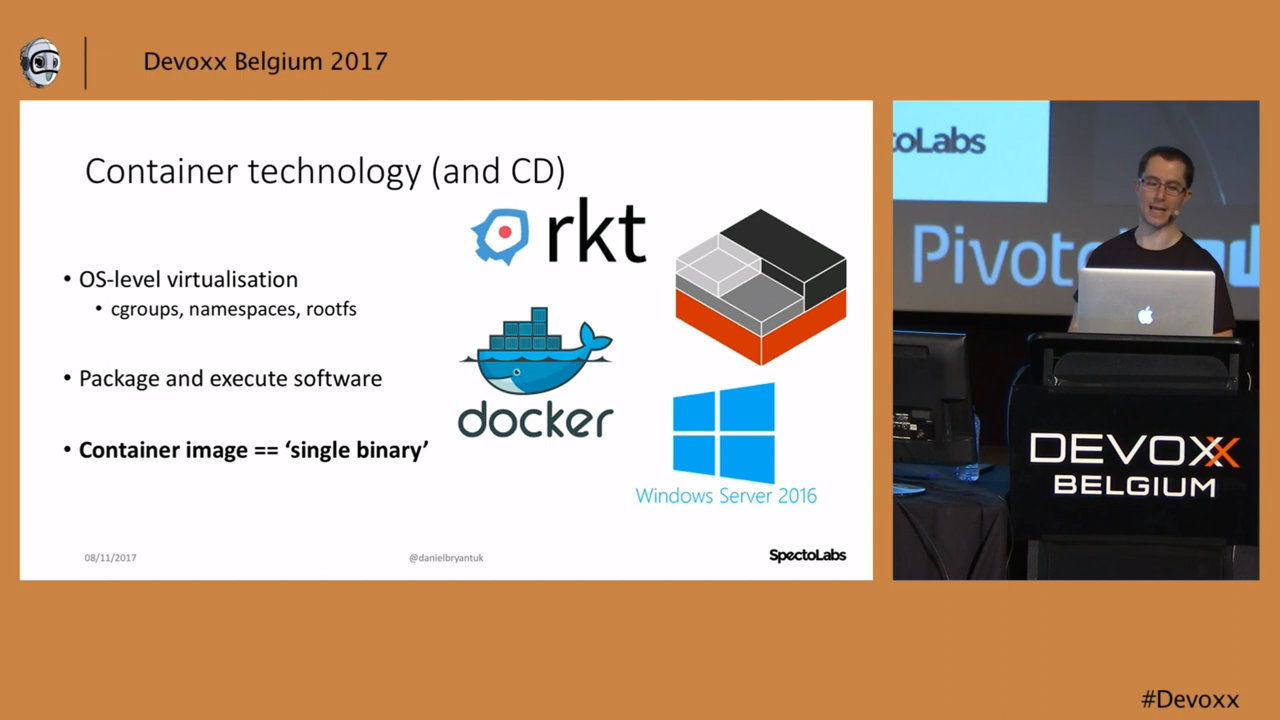 Devoxx Belgium 2017
Container technology (and CD)
rkt
• OS-level virtualisation
• cgroups, namespaces, rootfs
• Package and execute software
docker
• Container image == ‘single binary’
Windows Server 2016
08/11/2017
@danielbryantuk
SpectoLabs
ctoLabs
Pivot
DEVOXX
BELGIUM
#Devoxx